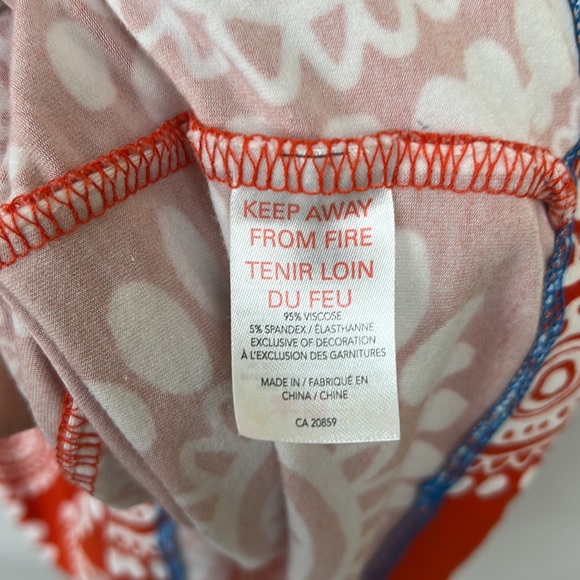 KEEP AWAY
FROM FIRE
TENIR LOIN
DU FEU
95% VISCOSE
5% SPANDEX / ÉLASTHANNE
EXCLUSIVE OF DECORATION
À L'EXCLUSION DES GARNITURES
MADE IN / FABRIQUÉ EN
CHINA / CHINE
CA 20859